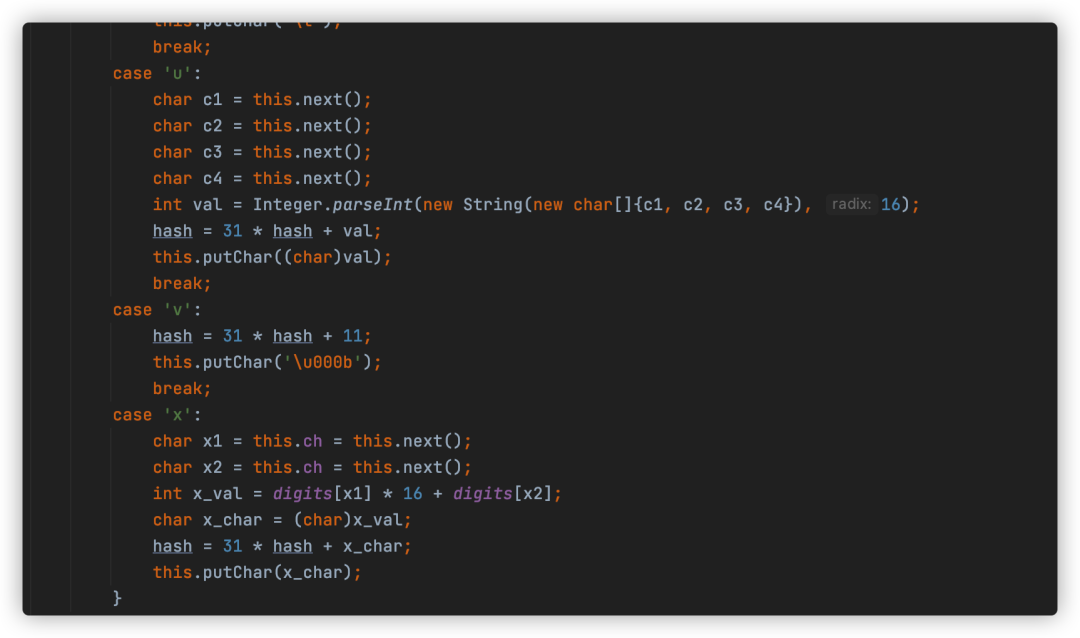 break;
case 'u':
char c1 = this.next();
char c2 = this.next();
char c3 = this.next();
char c4 = this.next();
int val = Integer.parseInt(new String(new char[]{c1, c2, c3, c4}), radix: 16);
hash = 31 * hash + val;
this.putChar((char)val);
break;
case 'v':
hash = 31 * hash + 11;
this.putChar('\u000b');
break;
case 'x':
char x1 = this.ch = this.next();
char x2 = this.ch = this.next();
int x_val = digits[x1] * 16 + digits[x2];
char x_char = (char)x_val;
hash = 31 * hash + x_char;
this.putChar(x_char);
}